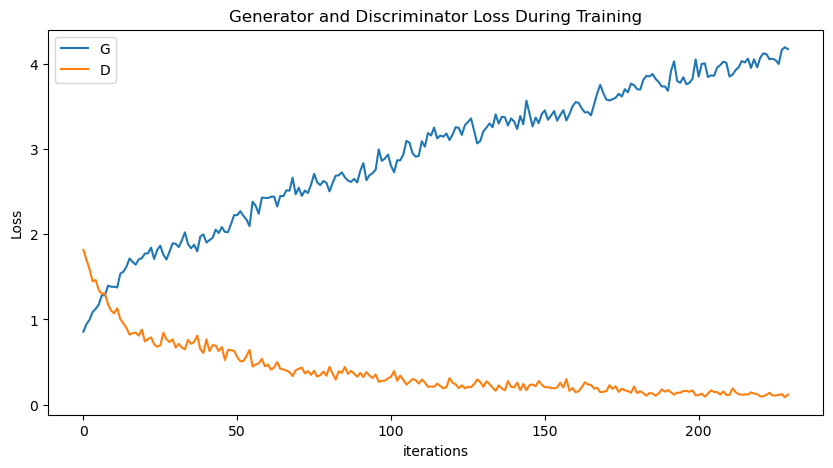 Generator and Discriminator Loss During Training
G
D
Loss
4
3
2
1
0
0 50 100 150 200
iterations